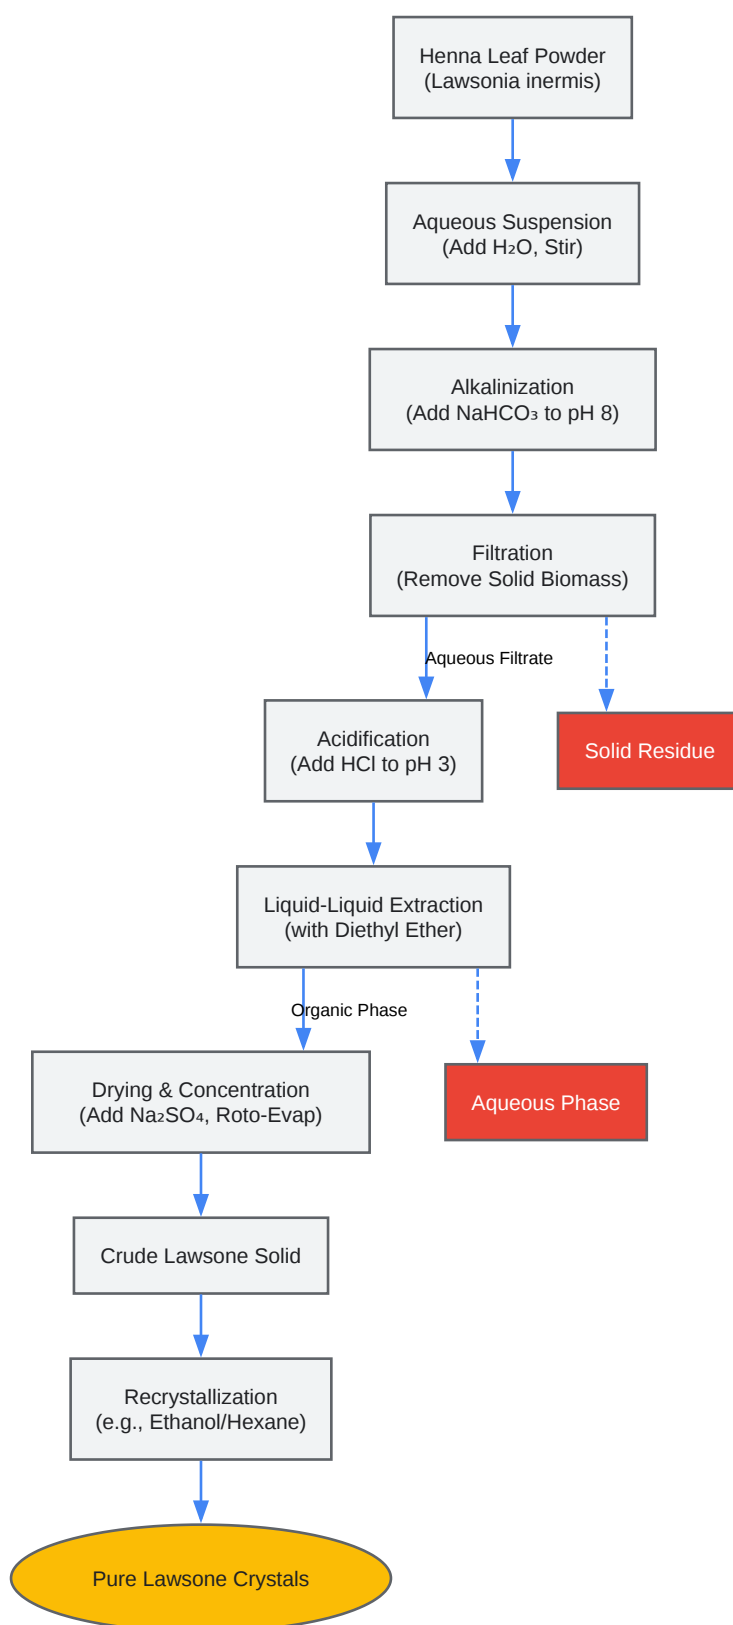 Henna Leaf Powder
(Lawsonia inermis)
Aqueous Suspension
(Add H₂O, Stir)
Alkalinization
(Add NaHCO₃ to pH 8)
Filtration
(Remove Solid Biomass)
Aqueous Filtrate
Acidification
(Add HCl to pH 3)
Solid Residue
Liquid-Liquid Extraction
(with Diethyl Ether)
Organic Phase
Drying & Concentration
(Add Na₂SO₄, Roto-Evap)
Aqueous Phase
Crude Lawsone Solid
Recrystallization
(e.g., Ethanol/Hexane)
Pure Lawsone Crystals